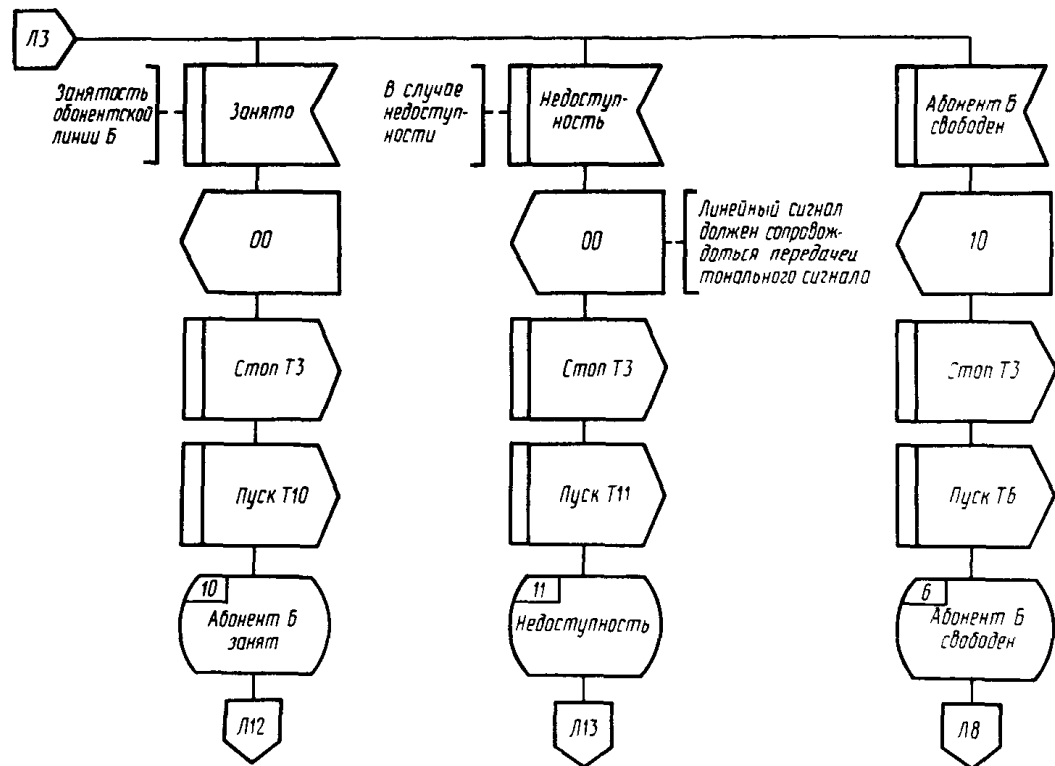 Л3
Занятость
абонентской
линии Б
Занято
В случае
недоступ-
ности
Недоступ-
ность
Абонент Б
свободен
00
00
Линейный сигнал
должен сопровож-
даться передачей
тонального сигнала
10
Стоп Т3
Стоп Т3
Стоп Т3
Пуск Т10
Пуск Т11
Пуск Т6
10
Абонент Б
занят
11
Недоступность
6
Абонент Б
свободен
Л12
Л13
Л8